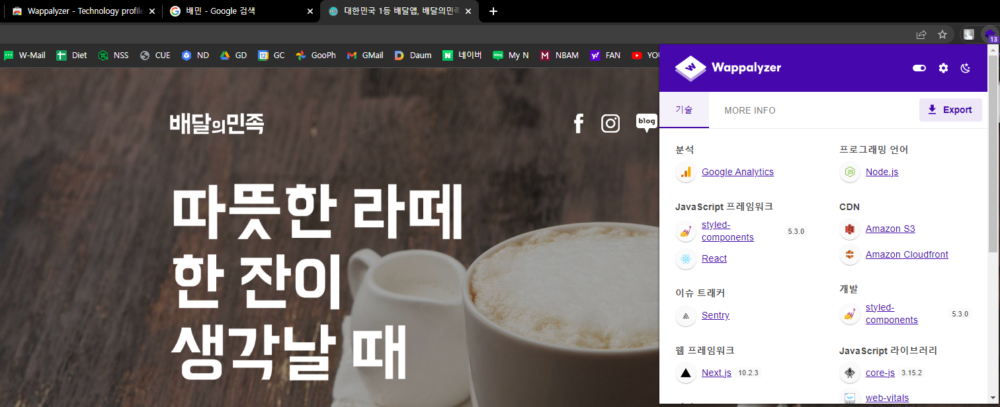 Wappalyzer - Technology profile
배민 - Google 검색
대한민국 1등 배달앱, 배달의민족
13
W-Mail
Diet
NSS
CUE
ND
GD
12
GC
GooPh
GMail
Daum
N
네이버
blog
My N
M
NBAM
y!
FAN
YOU
배달의민족
f
blog
따뜻한 라떼
한 잔이
생각날 때
W
Wappalyzer
기술
MORE INFO
Export
분석
Google Analytics
JavaScript 프레임워크
styled-
components
5.3.0
React
이슈 트래커
Sentry
웹 프레임워크
Next.js
10.2.3
프로그래밍 언어
Node.js
CDN
Amazon S3
Amazon Cloudfront
개발
styled-
components
5.3.0
JavaScript 라이브러리
core-js
3.15.2
web-vitals